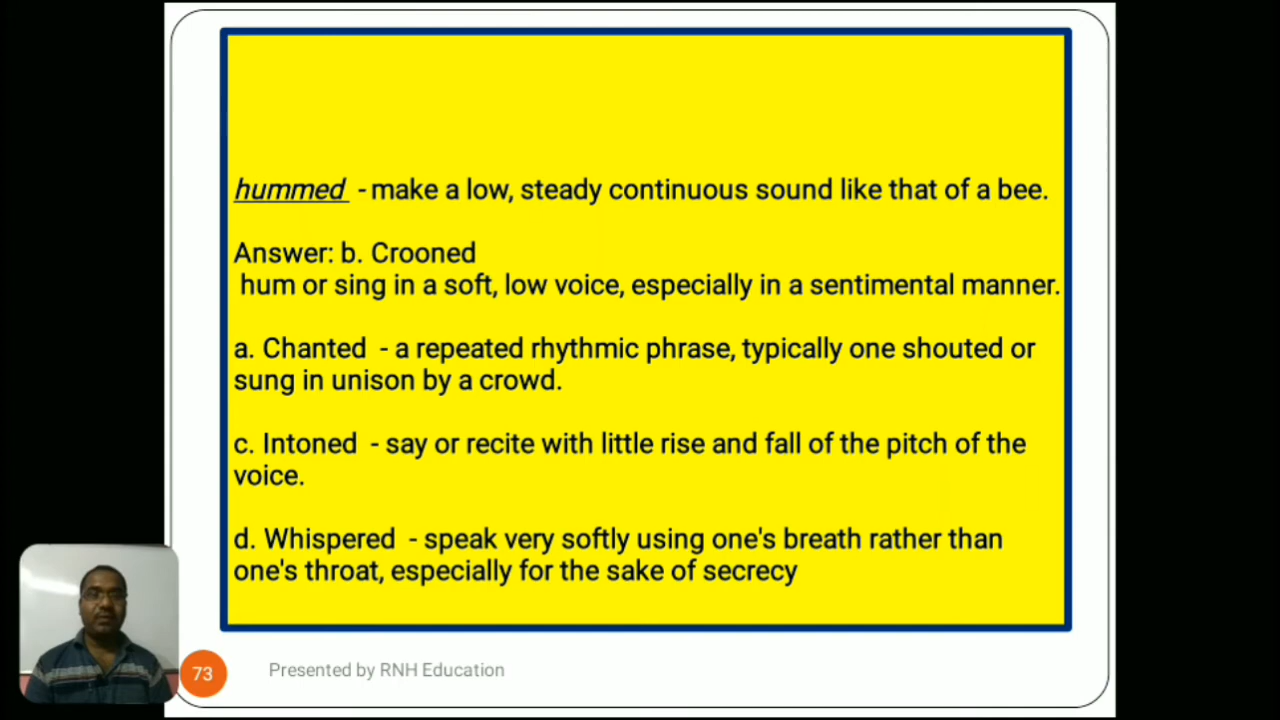 hummed - make a low, steady continuous sound like that of a bee.
Answer: b. Crooned
hum or sing in a soft, low voice, especially in a sentimental manner.
a. Chanted - a repeated rhythmic phrase, typically one shouted or
sung in unison by a crowd.
c. Intoned - say or recite with little rise and fall of the pitch of the
voice.
d. Whispered - speak very softly using one's breath rather than
one's throat, especially for the sake of secrecy
73
Presented by RNH Education